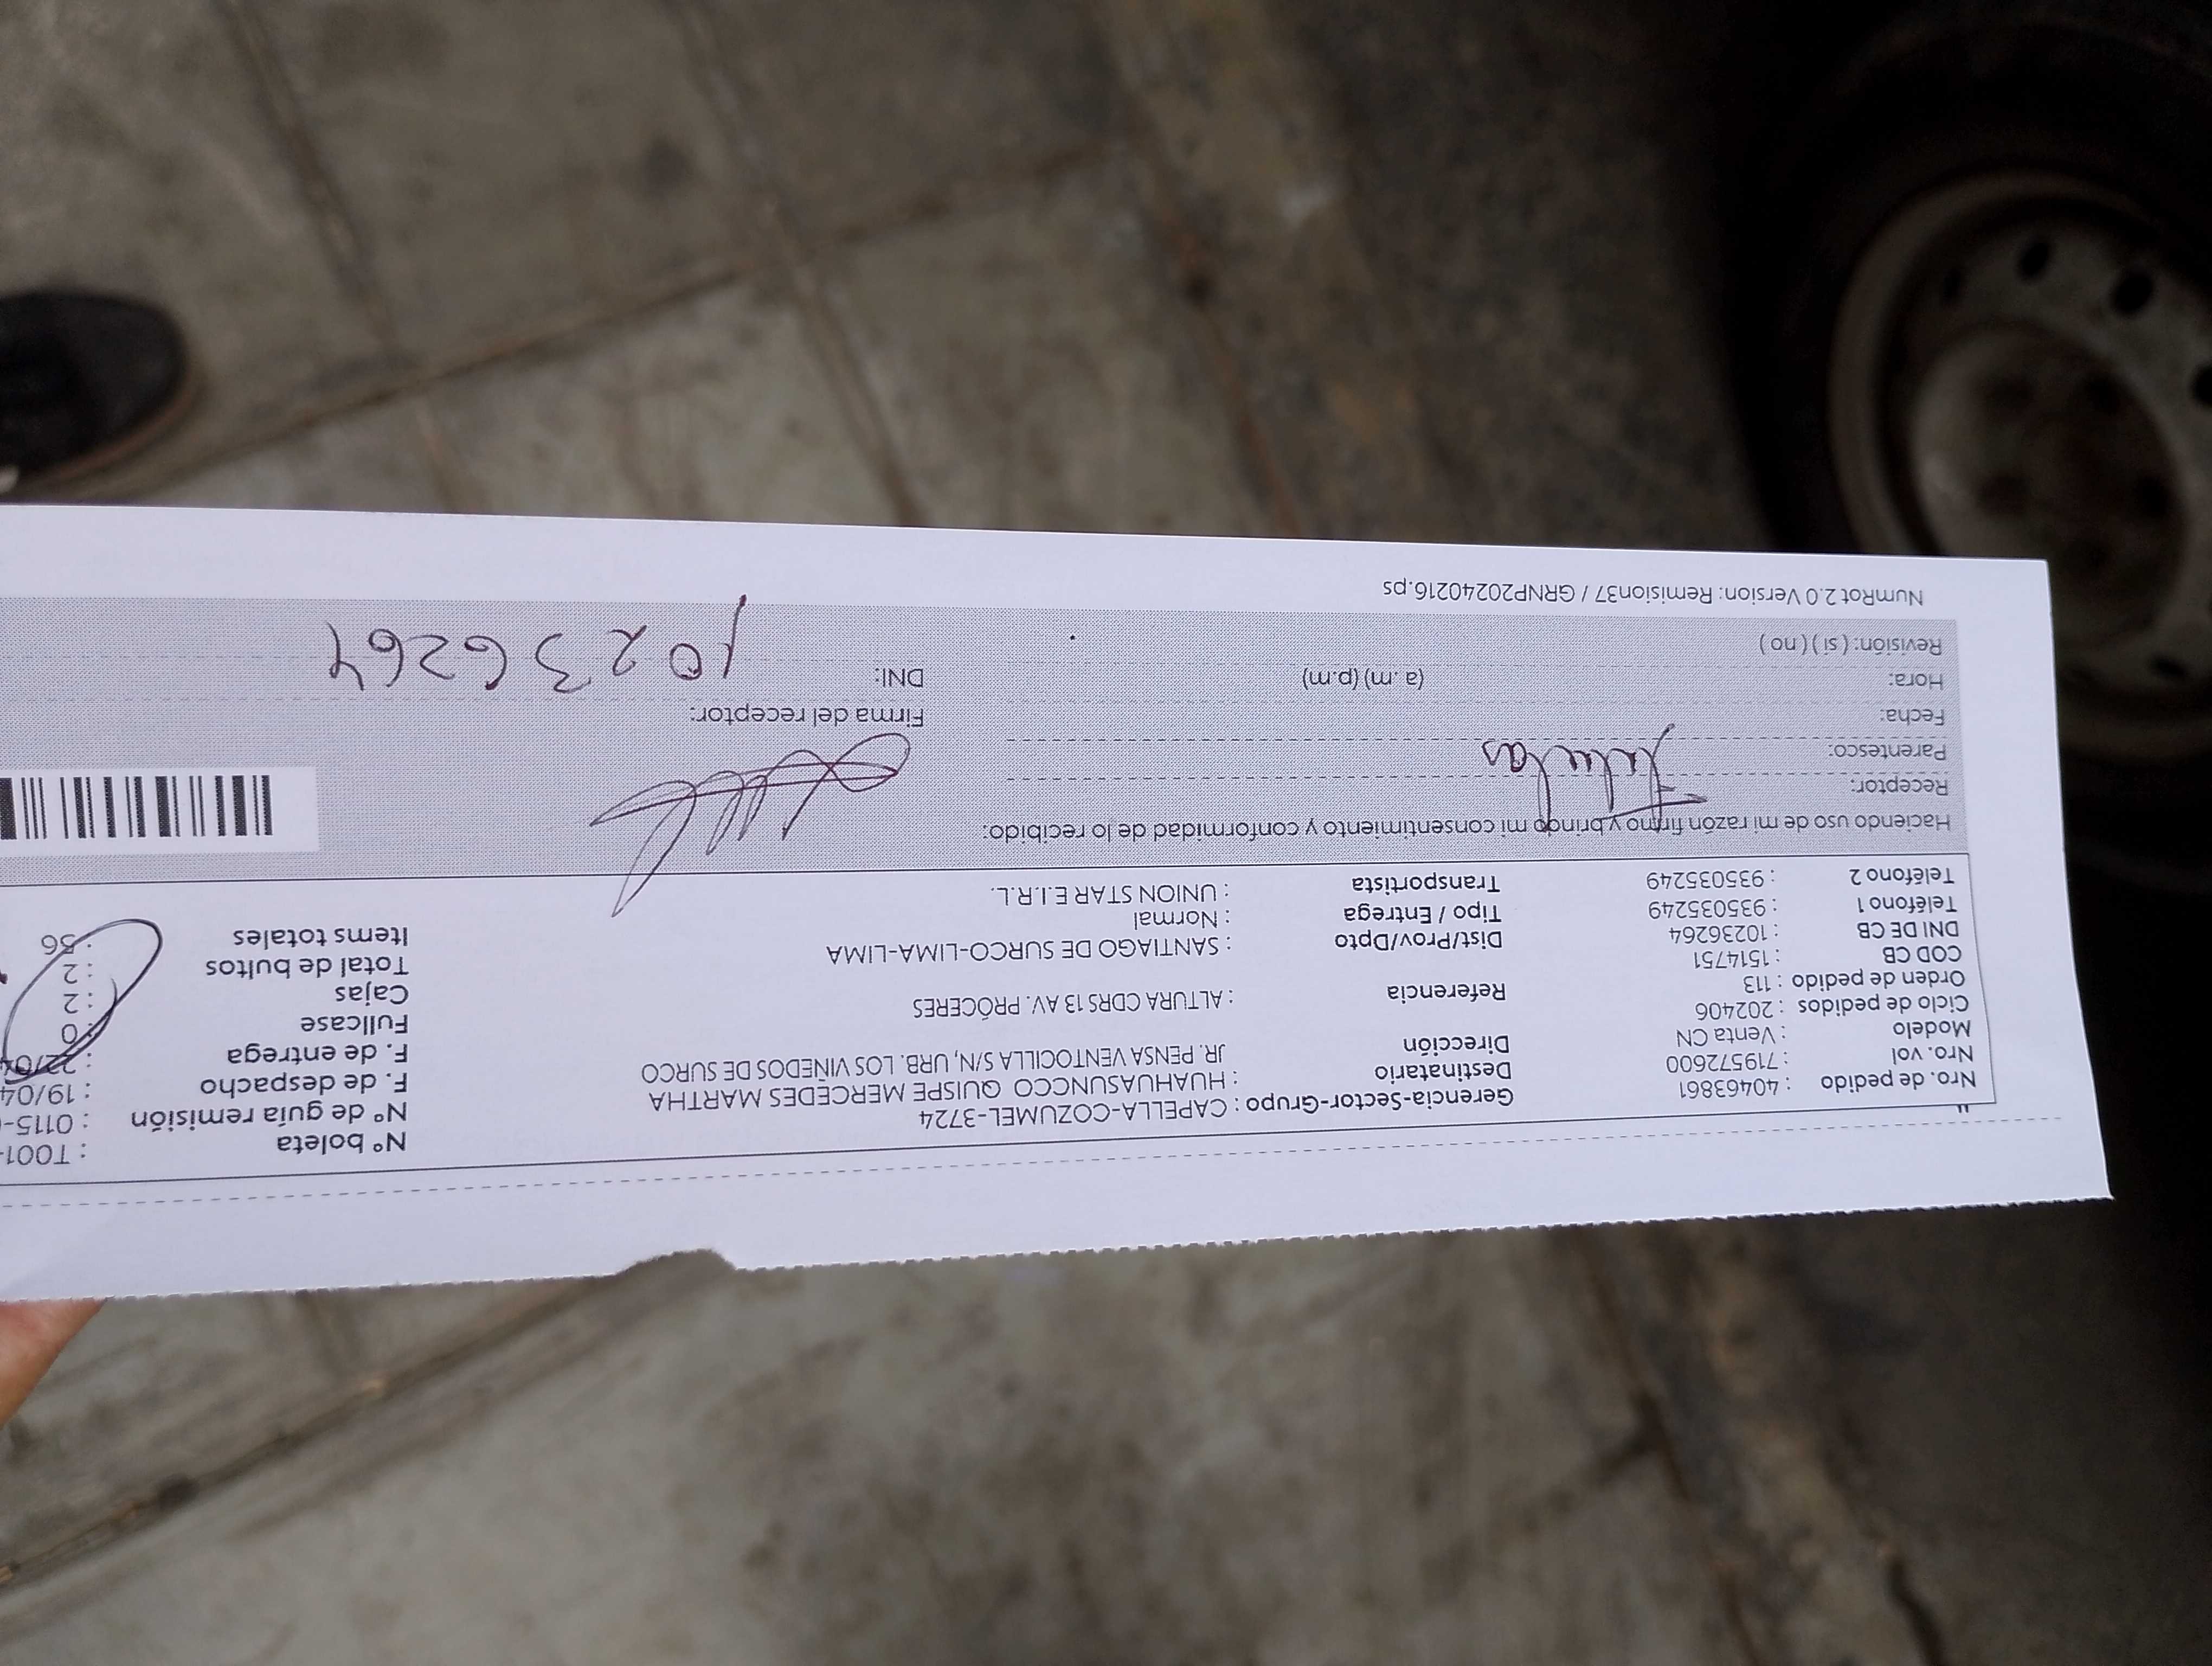 Nro. de pedido : 40463861
Nro. vol : 719572600
Modelo : Venta CN
Ciclo de pedidos : 202406
Orden de pedido : 113
COD CB : 1514751
DNI DE CB : 10236264
Teléfono 1 : 935035249
Teléfono 2 : 935035249
Gerencia-Sector-Grupo : CAPELLA-COZUMEL-3724
Destinatario : HUAHUASUNCCO QUISPE MERCEDES MARTHA
Dirección JR. PENSA VENTOCILLA S/N, URB. LOS VIÑEDOS DE SURCO
Referencia : ALTURA CDRS 13 AV. PRÓCERES
Dist/Prov/Dpto : SANTIAGO DE SURCO-LIMA-LIMA
Tipo / Entrega : Normal
Transportista : UNION STAR E.I.R.L.
N° boleta : T001-
N° de guía remisión : 0115-
F. de despacho : 19/04
F. de entrega : 22/04
Fullcase : 0
Cajas : 2
Total de bultos : 2
Items totales : 56
Haciendo uso de mi razón firmo y brindo mi consentimiento y conformidad de lo recibido:
Receptor:
Parentesco:
Fecha:
Hora: (a .m) (p.m)
Revisión: ( si ) ( no )
Firma del receptor:
DNI: 10236264
NumRot 2.0 Version: Remision37 / GRNP20240216.ps